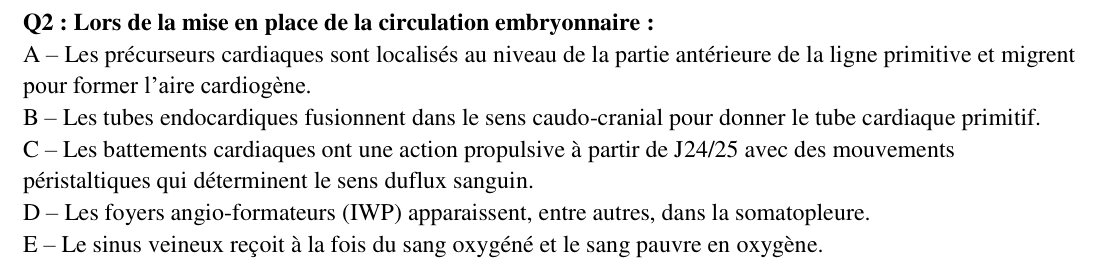 Q2 : Lors de la mise en place de la circulation embryonnaire :
A – Les précurseurs cardiaques sont localisés au niveau de la partie antérieure de la ligne primitive et migrent
pour former l’aire cardiogène.
B – Les tubes endocardiques fusionnent dans le sens caudo-cranial pour donner le tube cardiaque primitif.
C – Les battements cardiaques ont une action propulsive à partir de J24/25 avec des mouvements
péristaltiques qui déterminent le sens duflux sanguin.
D – Les foyers angio-formateurs (IWP) apparaissent, entre autres, dans la somatopleure.
E – Le sinus veineux reçoit à la fois du sang oxygéné et le sang pauvre en oxygène.